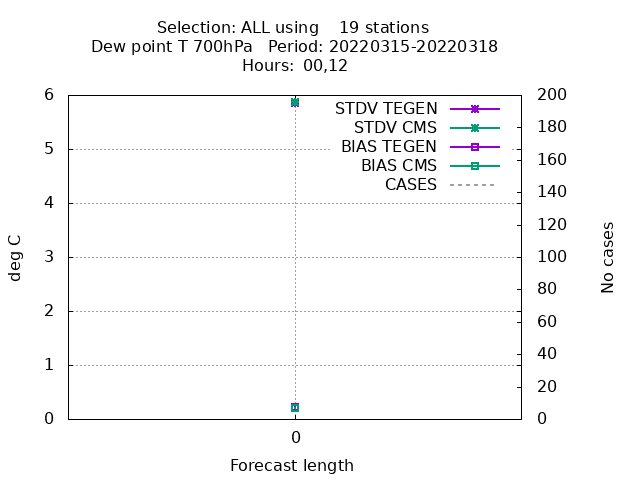 Selection: ALL using    19 stations
Dew point T 700hPa   Period: 20220315-20220318
Hours:  00,12
STDV TEGEN
STDV CMS
BIAS TEGEN
BIAS CMS
CASES
6
5
4
3
2
1
0
200
180
160
140
120
100
80
60
40
20
0
deg C
No cases
0
Forecast length